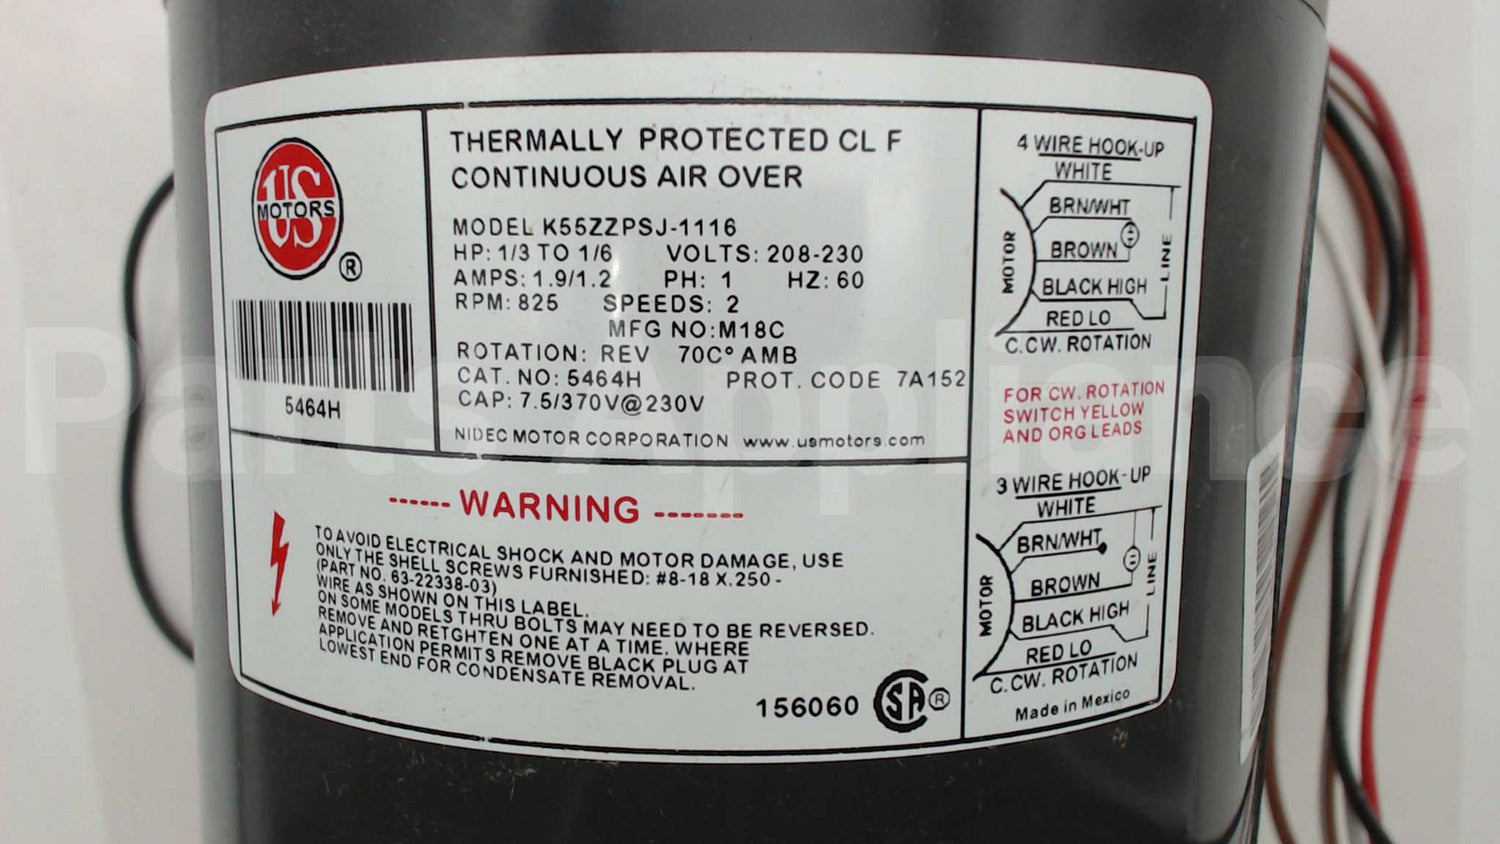 US
MOTORS
®
5464H
THERMALLY PROTECTED CL F
CONTINUOUS AIR OVER
MODEL K55ZZPSJ-1116
HP: 1/3 TO 1/6 VOLTS: 208-230
AMPS: 1.9/1.2 PH: 1 HZ: 60
RPM: 825 SPEEDS: 2
MFG NO:M18C
ROTATION: REV 70C° AMB
CAT. NO: 5464H PROT. CODE 7A152
CAP: 7.5/370V@230V
NIDEC MOTOR CORPORATION www.usmotors.com
------ WARNING -------
TO AVOID ELECTRICAL SHOCK AND MOTOR DAMAGE, USE
ONLY THE SHELL SCREWS FURNISHED: #8-18 X.250 -
(PART NO. 63-22338-03)
WIRE AS SHOWN ON THIS LABEL.
ON SOME MODELS THRU BOLTS MAY NEED TO BE REVERSED.
REMOVE AND RETGHTEN ONE AT A TIME. WHERE
APPLICATION PERMITS REMOVE BLACK PLUG AT
LOWEST END FOR CONDENSATE REMOVAL.
156060 SA ®
4 WIRE HOOK-UP
WHITE
BRN/WHT
BROWN
BLACK HIGH
RED LO
C.CW. ROTATION
MOTOR
LINE
FOR CW. ROTATION
SWITCH YELLOW
AND ORG LEADS
3 WIRE HOOK-UP
WHITE
BRN/WHT
BROWN
BLACK HIGH
RED LO
C.CW. ROTATION
MOTOR
LINE
Made in Mexico
Parts Appliance